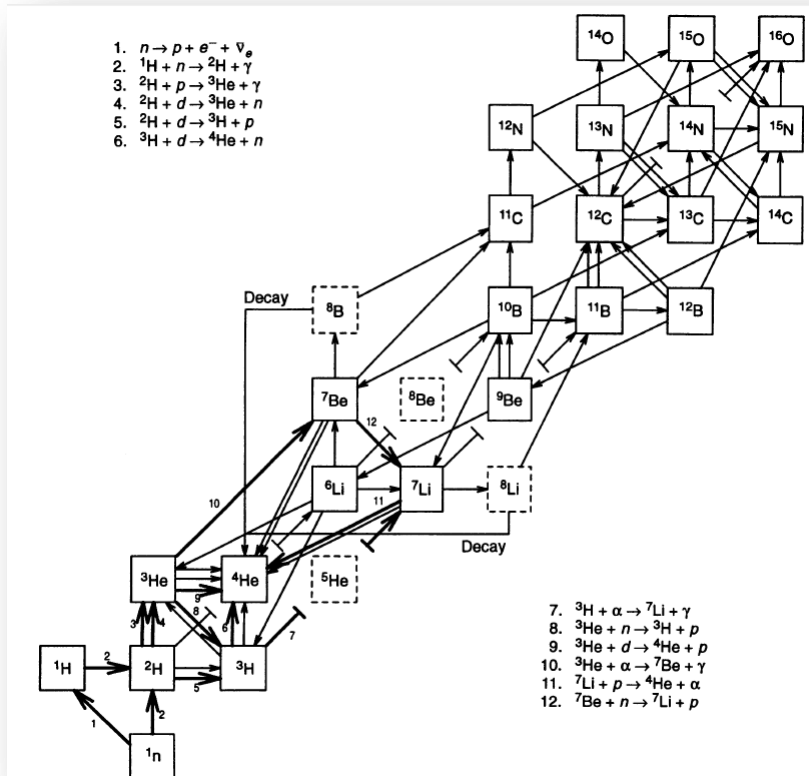 1. n → p + e⁻ + ν̅ₑ
2. ¹H + n → ²H + γ
3. ²H + p → ³He + γ
4. ²H + d → ³He + n
5. ²H + d → ³H + p
6. ³H + d → ⁴He + n
¹⁴O ¹⁵O ¹⁶O
¹²N ¹³N ¹⁴N ¹⁵N
¹¹C ¹²C ¹³C ¹⁴C
Decay
⁸B ¹⁰B ¹¹B ¹²B
⁷Be ⁸Be ⁹Be
12
⁶Li ⁷Li ⁸Li
10
11
Decay
³He ⁴He ⁵He
9
8
3 4 6
7
¹H 2 ²H ³H
5
2
1
¹n
7. ³H + α → ⁷Li + γ
8. ³He + n → ³H + p
9. ³He + d → ⁴He + p
10. ³He + α → ⁷Be + γ
11. ⁷Li + p → ⁴He + α
12. ⁷Be + n → ⁷Li + p